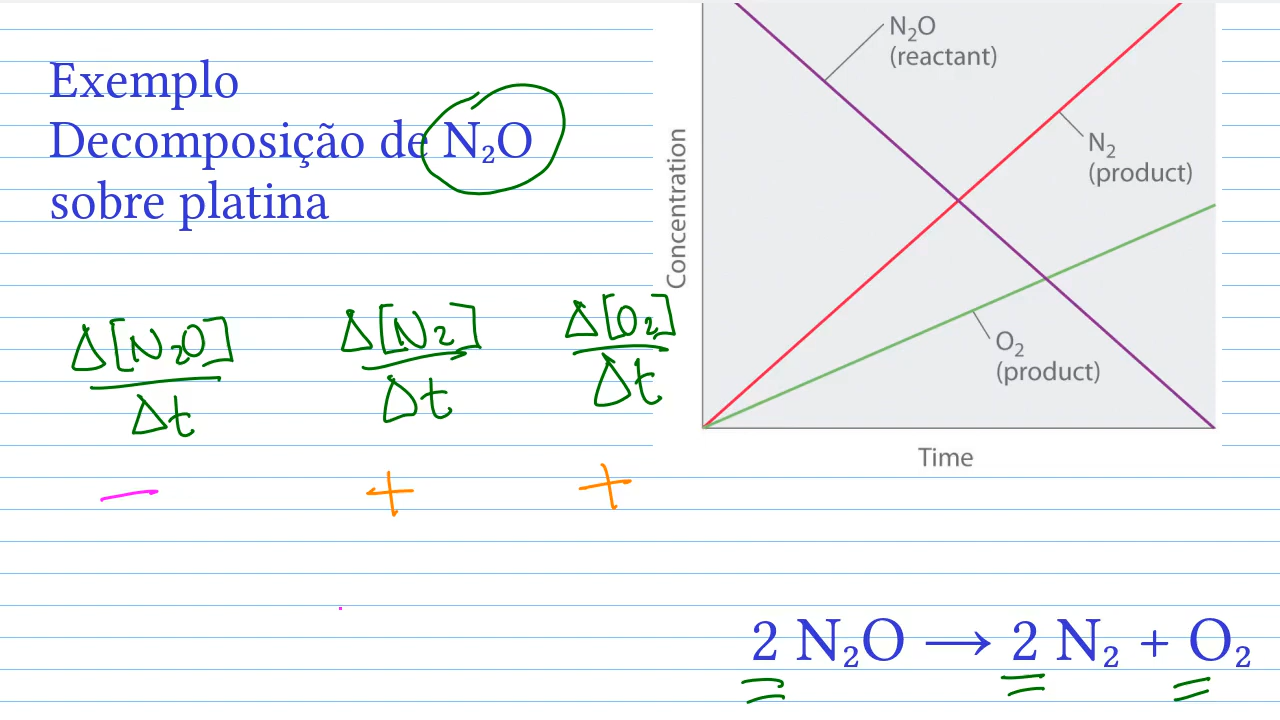 Exemplo
Decomposição de N₂O
sobre platina
N₂O
(reactant)
N₂
(product)
O₂
(product)
Concentration
Time
Δ[N₂O]
Δt
Δ[N₂]
Δt
Δ[O₂]
Δt
− + +
2 N₂O → 2 N₂ + O₂